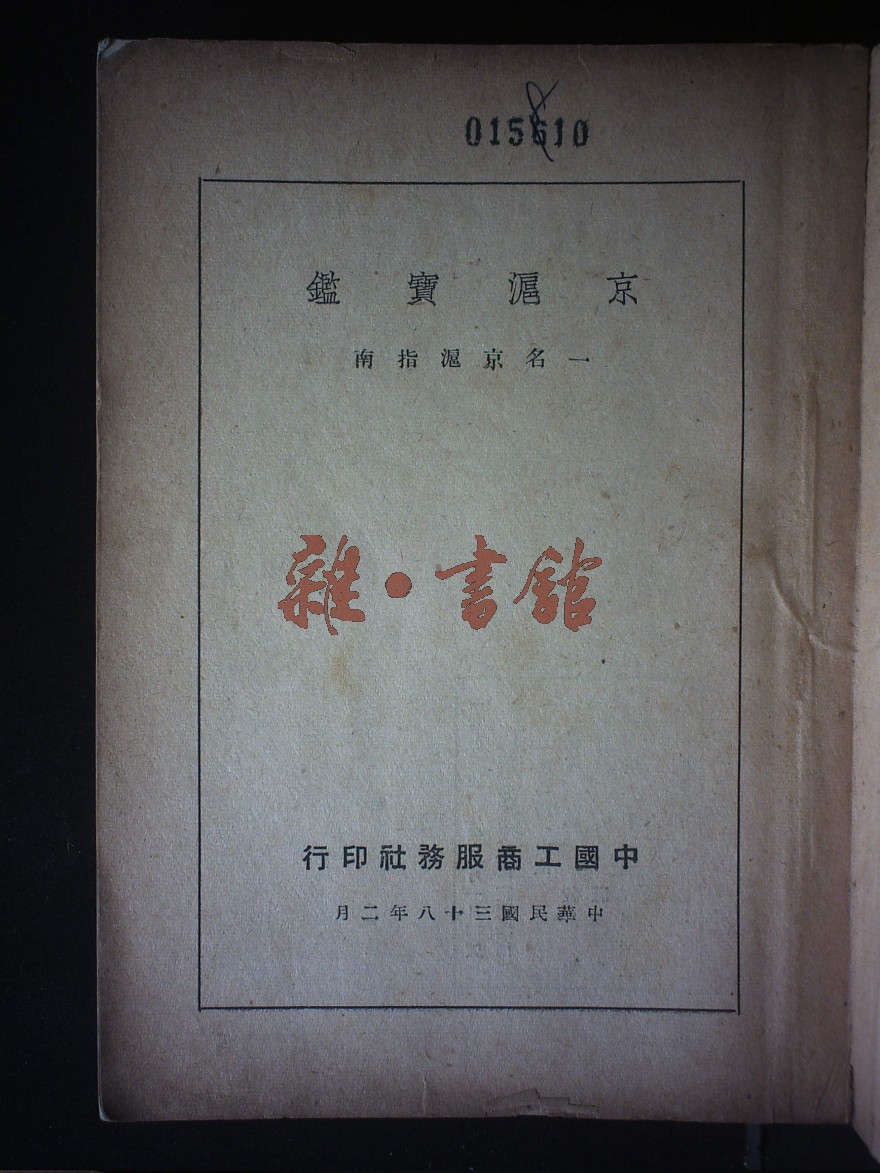 015610
京滬寶鑑
一名京滬指南
雜·書館
中國工商服務社印行
中華民國三十八年二月